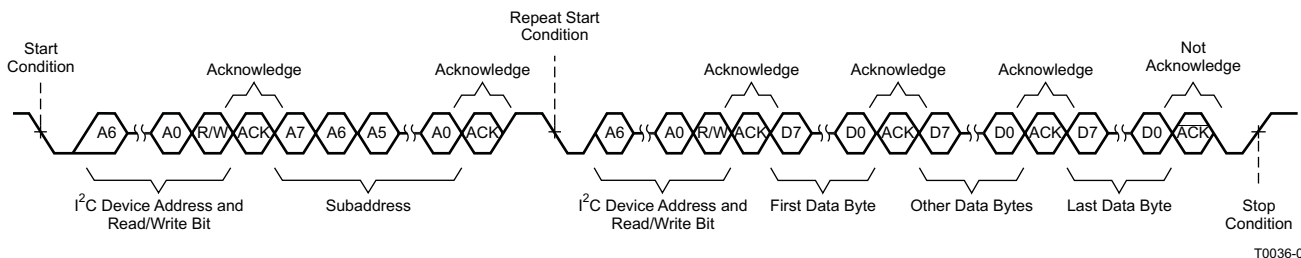 Start
Condition
Acknowledge
Acknowledge
Repeat Start
Condition
Acknowledge
Acknowledge
Acknowledge
Not
Acknowledge
A6 A0 R/W ACK A7 A6 A5 A0 ACK A6 A0 R/W ACK D7 D0 ACK D7 D0 ACK D7 D0 ACK
I²C Device Address and
Read/Write Bit
Subaddress
I²C Device Address and
Read/Write Bit
First Data Byte
Other Data Bytes
Last Data Byte
Stop
Condition